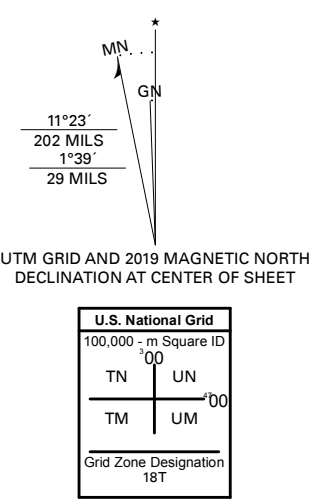 ★
MN
GN
11°23´
202 MILS
1°39´
29 MILS
UTM GRID AND 2019 MAGNETIC NORTH
DECLINATION AT CENTER OF SHEET
U.S. National Grid
100,000 - m Square ID
³00
TN UN
⁴⁷00
TM UM
Grid Zone Designation
18T